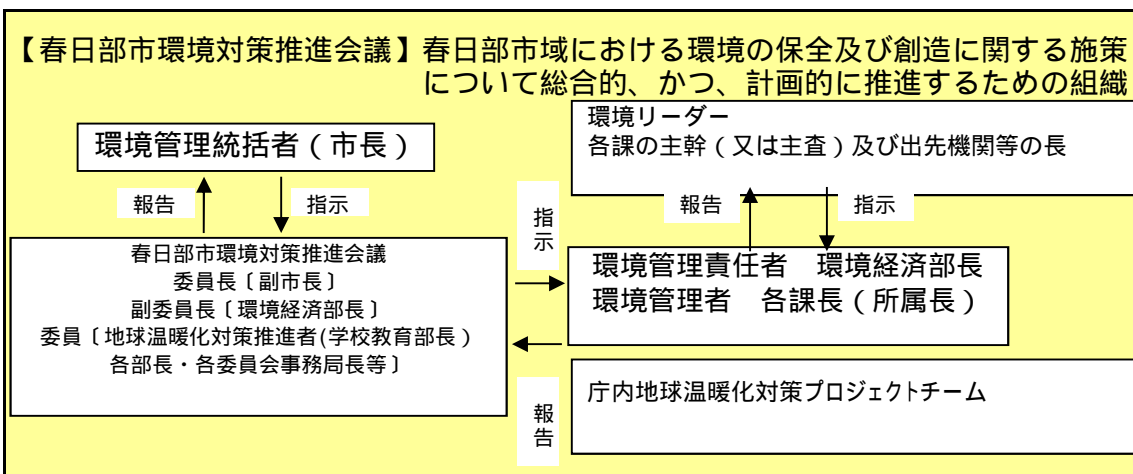 【春日部市環境対策推進会議】春日部市域における環境の保全及び創造に関する施策
について総合的、かつ、計画的に推進するための組織
環境管理統括者（市長）
報告
指示
春日部市環境対策推進会議
委員長〔副市長〕
副委員長〔環境経済部長〕
委員〔地球温暖化対策推進者(学校教育部長）
各部長・各委員会事務局長等〕
指示
報告
環境リーダー
各課の主幹（又は主査）及び出先機関等の長
報告
指示
環境管理責任者　環境経済部長
環境管理者　各課長（所属長）
庁内地球温暖化対策プロジェクトチーム